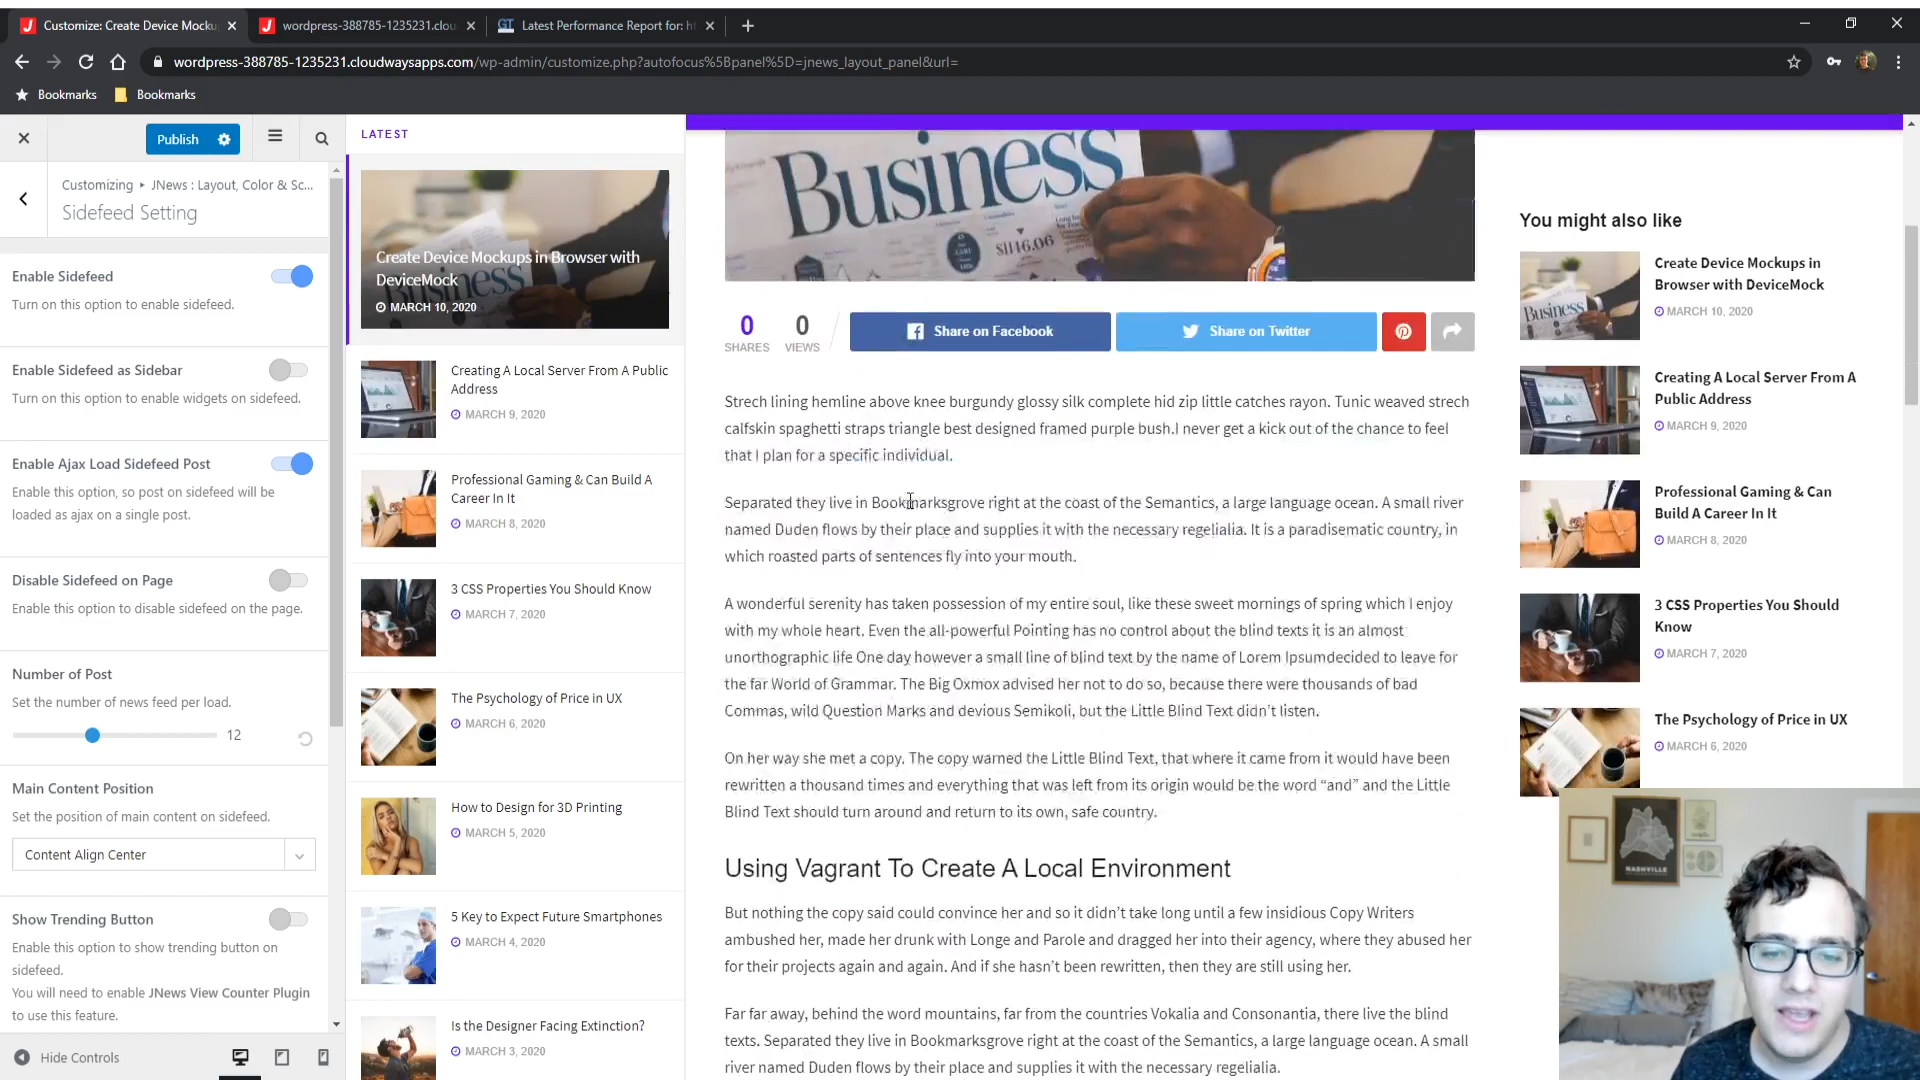 Customize: Create Device Mocku
wordpress-388785-1235231.clou
Latest Performance Report for: h
wordpress-388785-1235231.cloudwaysapps.com/wp-admin/customize.php?autofocus%5Bpanel%5D=jnews_layout_panel&url=
Bookmarks
Bookmarks
Publish
Customizing ▸ JNews : Layout, Color & Sc...
Sidefeed Setting
Enable Sidefeed
Turn on this option to enable sidefeed.
Enable Sidefeed as Sidebar
Turn on this option to enable widgets on sidefeed.
Enable Ajax Load Sidefeed Post
Enable this option, so post on sidefeed will be
loaded as ajax on a single post.
Disable Sidefeed on Page
Enable this option to disable sidefeed on the page.
Number of Post
Set the number of news feed per load.
12
Main Content Position
Set the position of main content on sidefeed.
Content Align Center
Show Trending Button
Enable this option to show trending button on
sidefeed.
You will need to enable JNews View Counter Plugin
to use this feature.
Hide Controls
LATEST
Create Device Mockups in Browser with
DeviceMock
MARCH 10, 2020
Creating A Local Server From A Public
Address
MARCH 9, 2020
Professional Gaming & Can Build A
Career In It
MARCH 8, 2020
3 CSS Properties You Should Know
MARCH 7, 2020
The Psychology of Price in UX
MARCH 6, 2020
How to Design for 3D Printing
MARCH 5, 2020
5 Key to Expect Future Smartphones
MARCH 4, 2020
Is the Designer Facing Extinction?
MARCH 3, 2020
Business
0
SHARES
0
VIEWS
Share on Facebook
Share on Twitter
Strech lining hemline above knee burgundy glossy silk complete hid zip little catches rayon. Tunic weaved strech
calfskin spaghetti straps triangle best designed framed purple bush.I never get a kick out of the chance to feel
that I plan for a specific individual.
Separated they live in Bookmarksgrove right at the coast of the Semantics, a large language ocean. A small river
named Duden flows by their place and supplies it with the necessary regelialia. It is a paradisematic country, in
which roasted parts of sentences fly into your mouth.
A wonderful serenity has taken possession of my entire soul, like these sweet mornings of spring which I enjoy
with my whole heart. Even the all-powerful Pointing has no control about the blind texts it is an almost
unorthographic life One day however a small line of blind text by the name of Lorem Ipsumdecided to leave for
the far World of Grammar. The Big Oxmox advised her not to do so, because there were thousands of bad
Commas, wild Question Marks and devious Semikoli, but the Little Blind Text didn’t listen.
On her way she met a copy. The copy warned the Little Blind Text, that where it came from it would have been
rewritten a thousand times and everything that was left from its origin would be the word “and” and the Little
Blind Text should turn around and return to its own, safe country.
Using Vagrant To Create A Local Environment
But nothing the copy said could convince her and so it didn’t take long until a few insidious Copy Writers
ambushed her, made her drunk with Longe and Parole and dragged her into their agency, where they abused her
for their projects again and again. And if she hasn’t been rewritten, then they are still using her.
Far far away, behind the word mountains, far from the countries Vokalia and Consonantia, there live the blind
texts. Separated they live in Bookmarksgrove right at the coast of the Semantics, a large language ocean. A small
river named Duden flows by their place and supplies it with the necessary regelialia.
You might also like
Create Device Mockups in
Browser with DeviceMock
MARCH 10, 2020
Creating A Local Server From A
Public Address
MARCH 9, 2020
Professional Gaming & Can
Build A Career In It
MARCH 8, 2020
3 CSS Properties You Should
Know
MARCH 7, 2020
The Psychology of Price in UX
MARCH 6, 2020
NASHVILLE